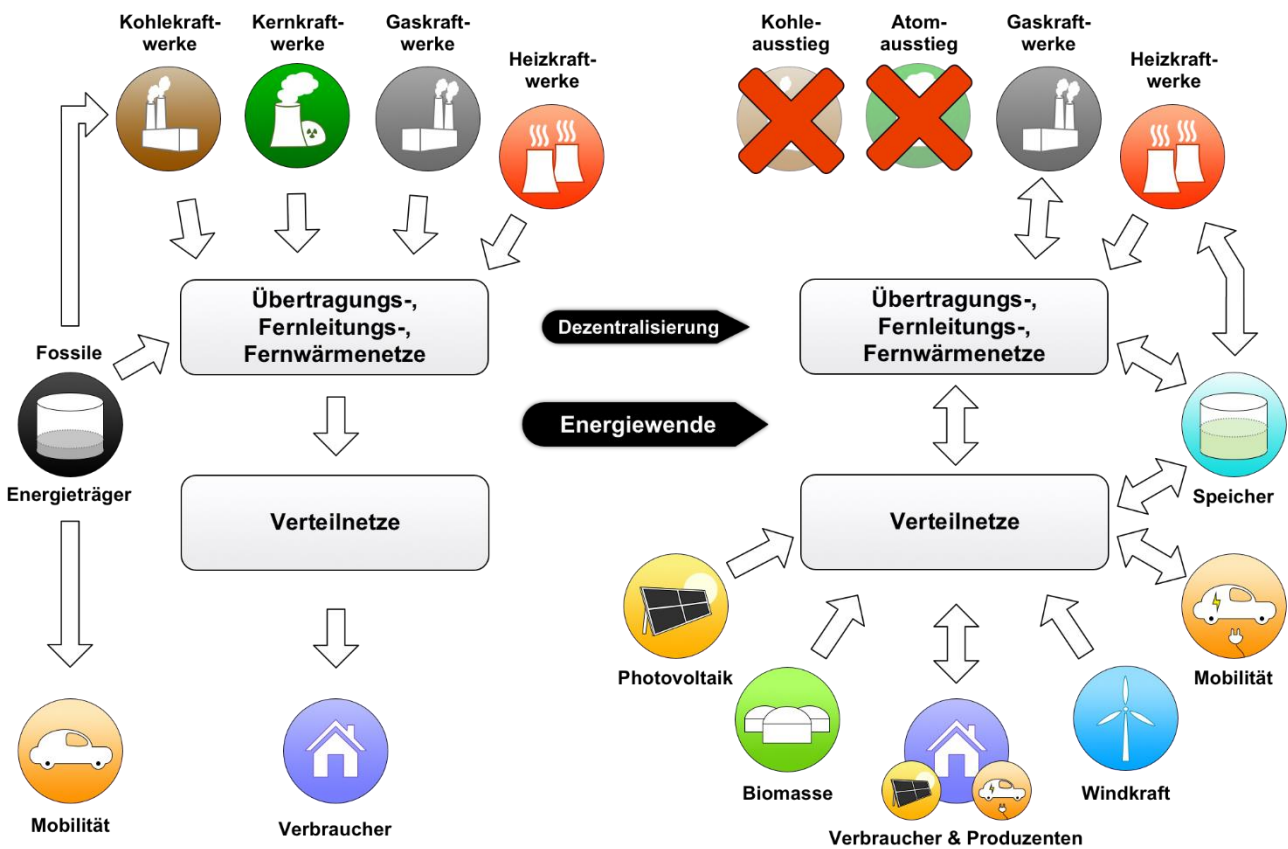 Kohlekraft-
werke
Kernkraft-
werke
Gaskraft-
werke
Heizkraft-
werke
Übertragungs-,
Fernleitungs-,
Fernwärmenetze
Fossile
Energieträger
Verteilnetze
Mobilität
Verbraucher
Dezentralisierung
Energiewende
Kohle-
ausstieg
Atom-
ausstieg
Gaskraft-
werke
Heizkraft-
werke
Übertragungs-,
Fernleitungs-,
Fernwärmenetze
Speicher
Verteilnetze
Photovoltaik
Mobilität
Biomasse
Windkraft
Verbraucher & Produzenten